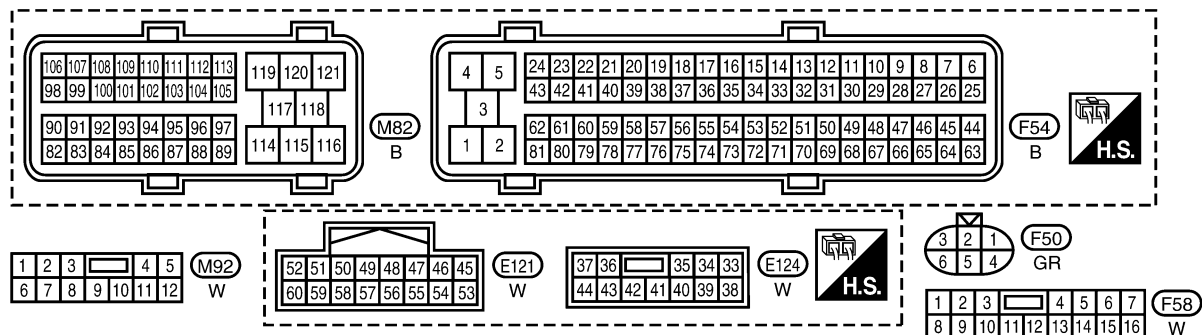 106 107 108 109 110 111 112 113
98 99 100 101 102 103 104 105
90 91 92 93 94 95 96 97
82 83 84 85 86 87 88 89
119 120 121
117 118
114 115 116
M82
B
4 5
3
1 2
24 23 22 21 20 19 18 17 16 15 14 13 12 11 10 9 8 7 6
43 42 41 40 39 38 37 36 35 34 33 32 31 30 29 28 27 26 25
62 61 60 59 58 57 56 55 54 53 52 51 50 49 48 47 46 45 44
81 80 79 78 77 76 75 74 73 72 71 70 69 68 67 66 65 64 63
F54
B
H.S.
1 2 3 4 5
6 7 8 9 10 11 12
M92
W
52 51 50 49 48 47 46 45
60 59 58 57 56 55 54 53
E121
W
37 36 35 34 33
44 43 42 41 40 39 38
E124
W
H.S.
3 2 1
6 5 4
F50
GR
1 2 3 4 5 6 7
8 9 10 11 12 13 14 15 16
F58
W